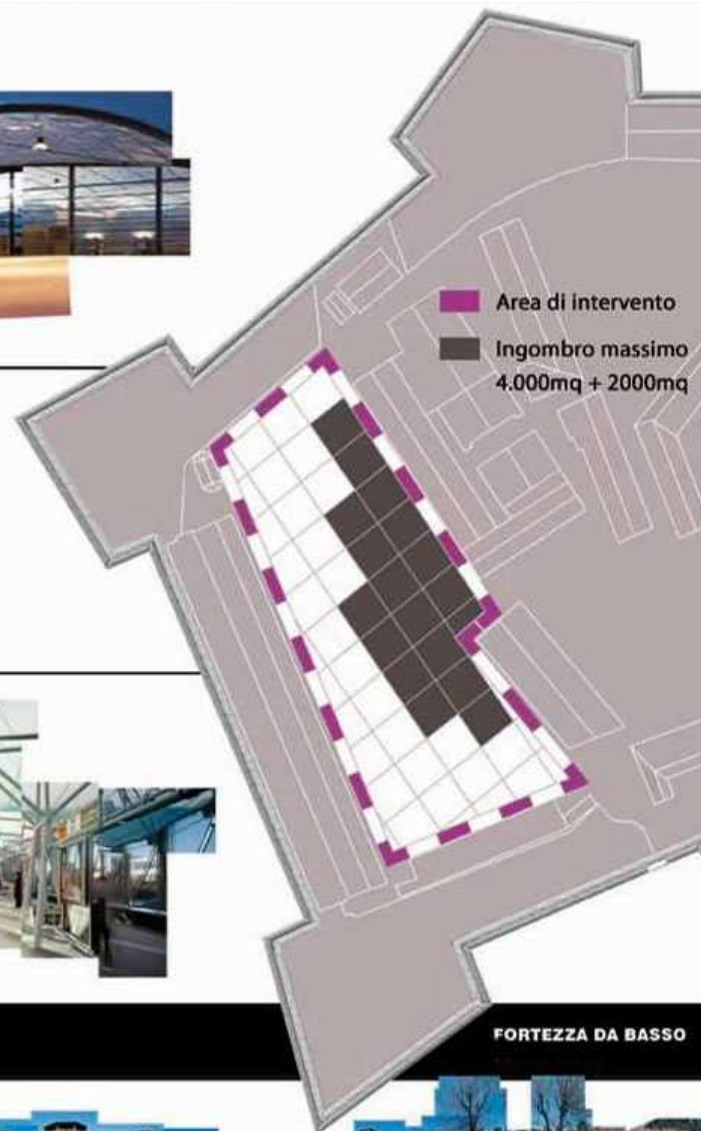 Area di intervento
Ingombro massimo
4.000mq + 2000mq
FORTEZZA DA BASSO